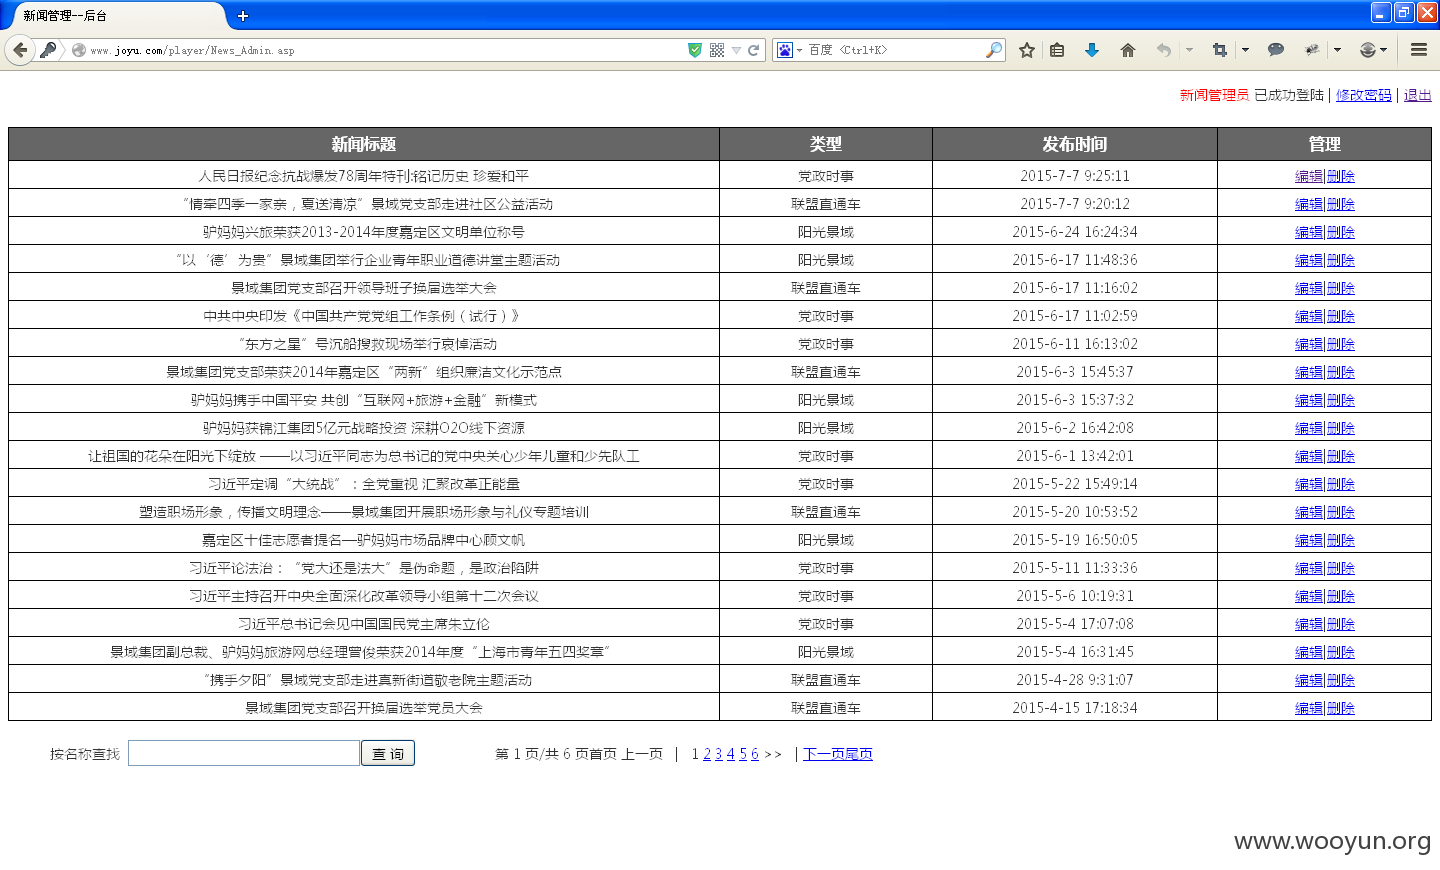 新闻管理--后台
www.joyu.com/player/News_Admin.asp
百度 <Ctrl+K>
新闻管理员 已成功登陆 | 修改密码 | 退出
新闻标题 类型 发布时间 管理
人民日报纪念抗战爆发78周年特刊:铭记历史 珍爱和平 党政时事 2015-7-7 9:25:11 编辑|删除
“情牵四季一家亲，夏送清凉”景域党支部走进社区公益活动 联盟直通车 2015-7-7 9:20:12 编辑|删除
驴妈妈兴旅荣获2013-2014年度嘉定区文明单位称号 阳光景域 2015-6-24 16:24:34 编辑|删除
“以‘德’为贵”景域集团举行企业青年职业道德讲堂主题活动 阳光景域 2015-6-17 11:48:36 编辑|删除
景域集团党支部召开领导班子换届选举大会 联盟直通车 2015-6-17 11:16:02 编辑|删除
中共中央印发《中国共产党党组工作条例（试行）》 党政时事 2015-6-17 11:02:59 编辑|删除
“东方之星”号沉船搜救现场举行哀悼活动 党政时事 2015-6-11 16:13:02 编辑|删除
景域集团党支部荣获2014年嘉定区“两新”组织廉洁文化示范点 联盟直通车 2015-6-3 15:45:37 编辑|删除
驴妈妈携手中国平安 共创“互联网+旅游+金融”新模式 阳光景域 2015-6-3 15:37:32 编辑|删除
驴妈妈获锦江集团5亿元战略投资 深耕O2O线下资源 阳光景域 2015-6-2 16:42:08 编辑|删除
让祖国的花朵在阳光下绽放 ——以习近平同志为总书记的党中央关心少年儿童和少先队工 党政时事 2015-6-1 13:42:01 编辑|删除
习近平定调“大统战”：全党重视 汇聚改革正能量 党政时事 2015-5-22 15:49:14 编辑|删除
塑造职场形象，传播文明理念——景域集团开展职场形象与礼仪专题培训 联盟直通车 2015-5-20 10:53:52 编辑|删除
嘉定区十佳志愿者提名—驴妈妈市场品牌中心顾文帆 阳光景域 2015-5-19 16:50:05 编辑|删除
习近平论法治：“党大还是法大”是伪命题，是政治陷阱 党政时事 2015-5-11 11:33:36 编辑|删除
习近平主持召开中央全面深化改革领导小组第十二次会议 党政时事 2015-5-6 10:19:31 编辑|删除
习近平总书记会见中国国民党主席朱立伦 党政时事 2015-5-4 17:07:08 编辑|删除
景域集团副总裁、驴妈妈旅游网总经理曾俊荣获2014年度“上海市青年五四奖章” 阳光景域 2015-5-4 16:31:45 编辑|删除
“携手夕阳”景域党支部走进真新街道敬老院主题活动 联盟直通车 2015-4-28 9:31:07 编辑|删除
景域集团党支部召开换届选举党员大会 联盟直通车 2015-4-15 17:18:34 编辑|删除
按名称查找 查 询 第 1 页/共 6 页首页 上一页 | 1 2 3 4 5 6 >> | 下一页尾页
www.wooyun.org